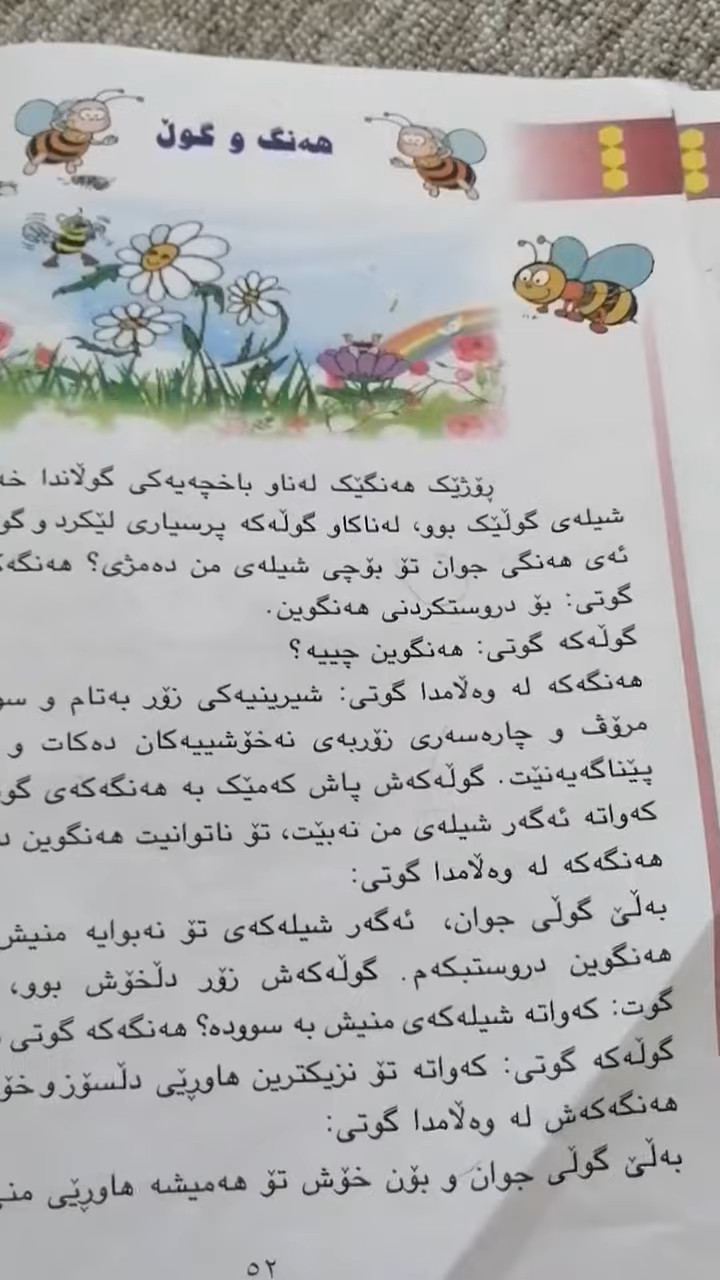 هەنگ و گوڵ
ڕۆژێک هەنگێک لەناو باخچەیەکی گوڵاندا
شیلەی گوڵێک بوو، لەناکاو گوڵەکە پرسیاری لێکرد و
ئەی هەنگی جوان تۆ بۆچی شیلەی من دەمژی؟
گوتی: بۆ دروستکردنی هەنگوین.
گوڵەکە گوتی: هەنگوین چییە؟
هەنگەکە لە وەڵامدا گوتی: شیرینیەکی زۆر بەتام و
مرۆڤ و چارەسەری زۆربەی نەخۆشییەکان دەکات و
پێناگەیەنێت. گوڵەکەش پاش کەمێک بە هەنگەکەی
کەواتە ئەگەر شیلەی من نەبێت، تۆ ناتوانیت هەنگوین
هەنگەکە لە وەڵامدا گوتی:
بەڵێ گوڵی جوان، ئەگەر شیلەکەی تۆ نەبوایە منیش
هەنگوین دروستبکەم. گوڵەکەش زۆر دڵخۆش بوو،
گوت: کەواتە شیلەکەی منیش بە سوودە؟ هەنگەکە گوتی
گوڵەکە گوتی: کەواتە تۆ نزیکترین هاوڕێی دڵسۆز و
هەنگەکەش لە وەڵامدا گوتی:
بەڵێ گوڵی جوان و بۆن خۆش تۆ هەمیشە هاوڕێی
٥٢